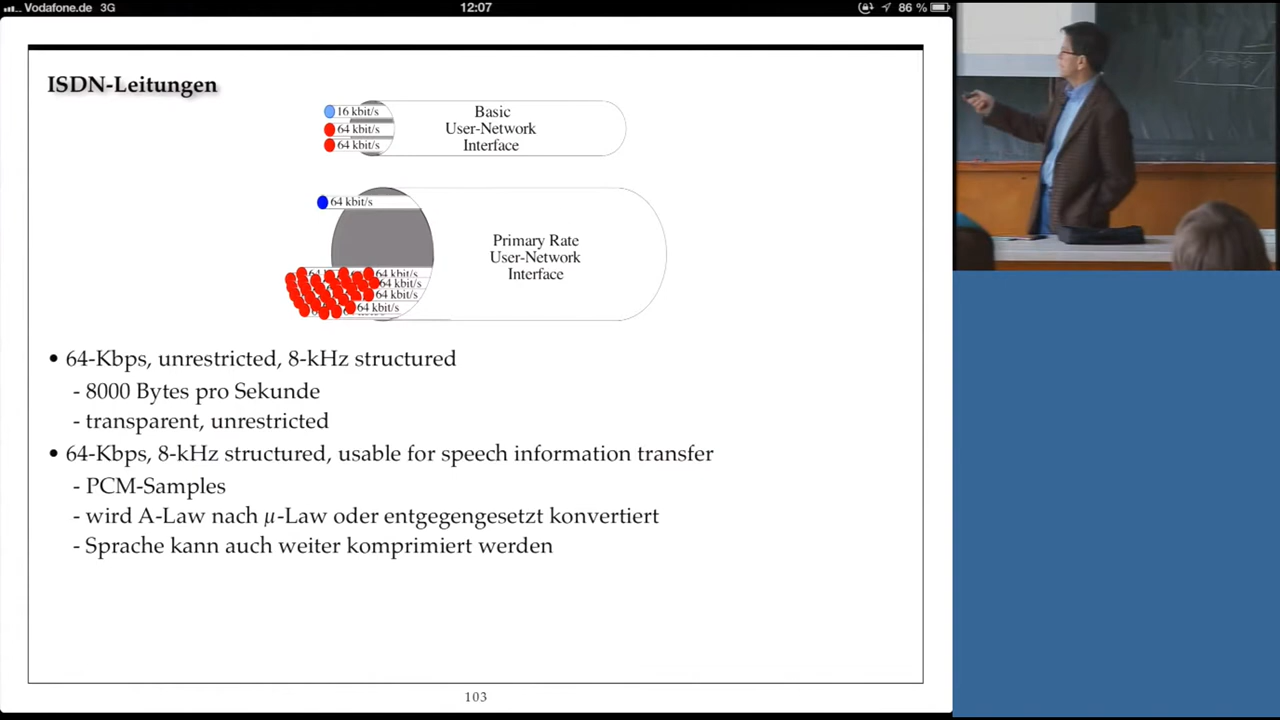 Vodafone.de 3G
12:07
86 %
ISDN-Leitungen
16 kbit/s
64 kbit/s
64 kbit/s
Basic
User-Network
Interface
64 kbit/s
Primary Rate
User-Network
Interface
64 kbit/s
64 kbit/s
64 kbit/s
64 kbit/s
• 64-Kbps, unrestricted, 8-kHz structured
- 8000 Bytes pro Sekunde
- transparent, unrestricted
• 64-Kbps, 8-kHz structured, usable for speech information transfer
- PCM-Samples
- wird A-Law nach µ-Law oder entgegengesetzt konvertiert
- Sprache kann auch weiter komprimiert werden
103